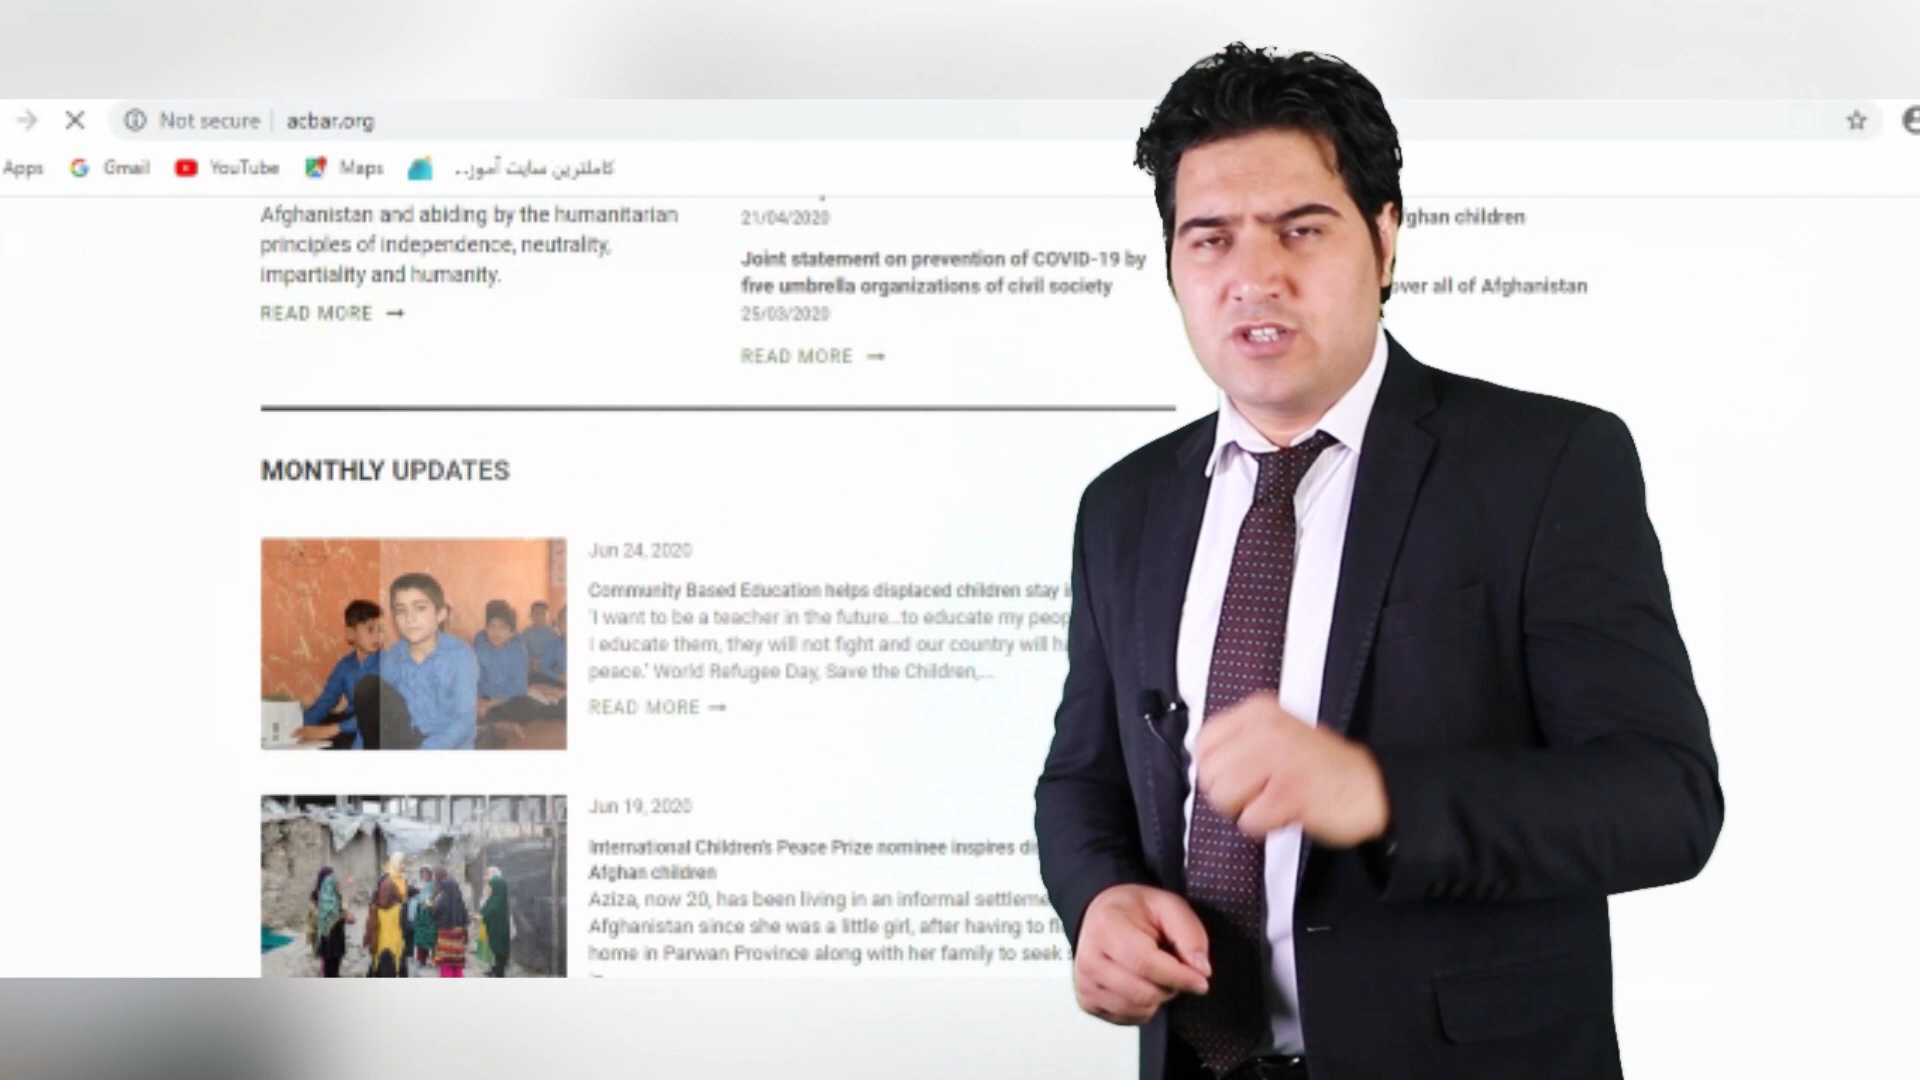 Not secure acbar.org
Apps Gmail YouTube Maps کاملترین سایت آموز..
Afghanistan and abiding by the humanitarian
principles of independence, neutrality,
impartiality and humanity.
READ MORE →
21/04/2020
Joint statement on prevention of COVID-19 by
five umbrella organizations of civil society
25/03/2020
READ MORE →
fghan children
over all of Afghanistan
MONTHLY UPDATES
Jun 24, 2020
Community Based Education helps displaced children stay
'I want to be a teacher in the future...to educate my
I educate them, they will not fight and our country will
peace.' World Refugee Day, Save the Children,...
READ MORE →
Jun 19, 2020
International Children's Peace Prize nominee inspires
Afghan children
Aziza, now 20, has been living in an informal
Afghanistan since she was a little girl, after having to
home in Parwan Province along with her family to seek